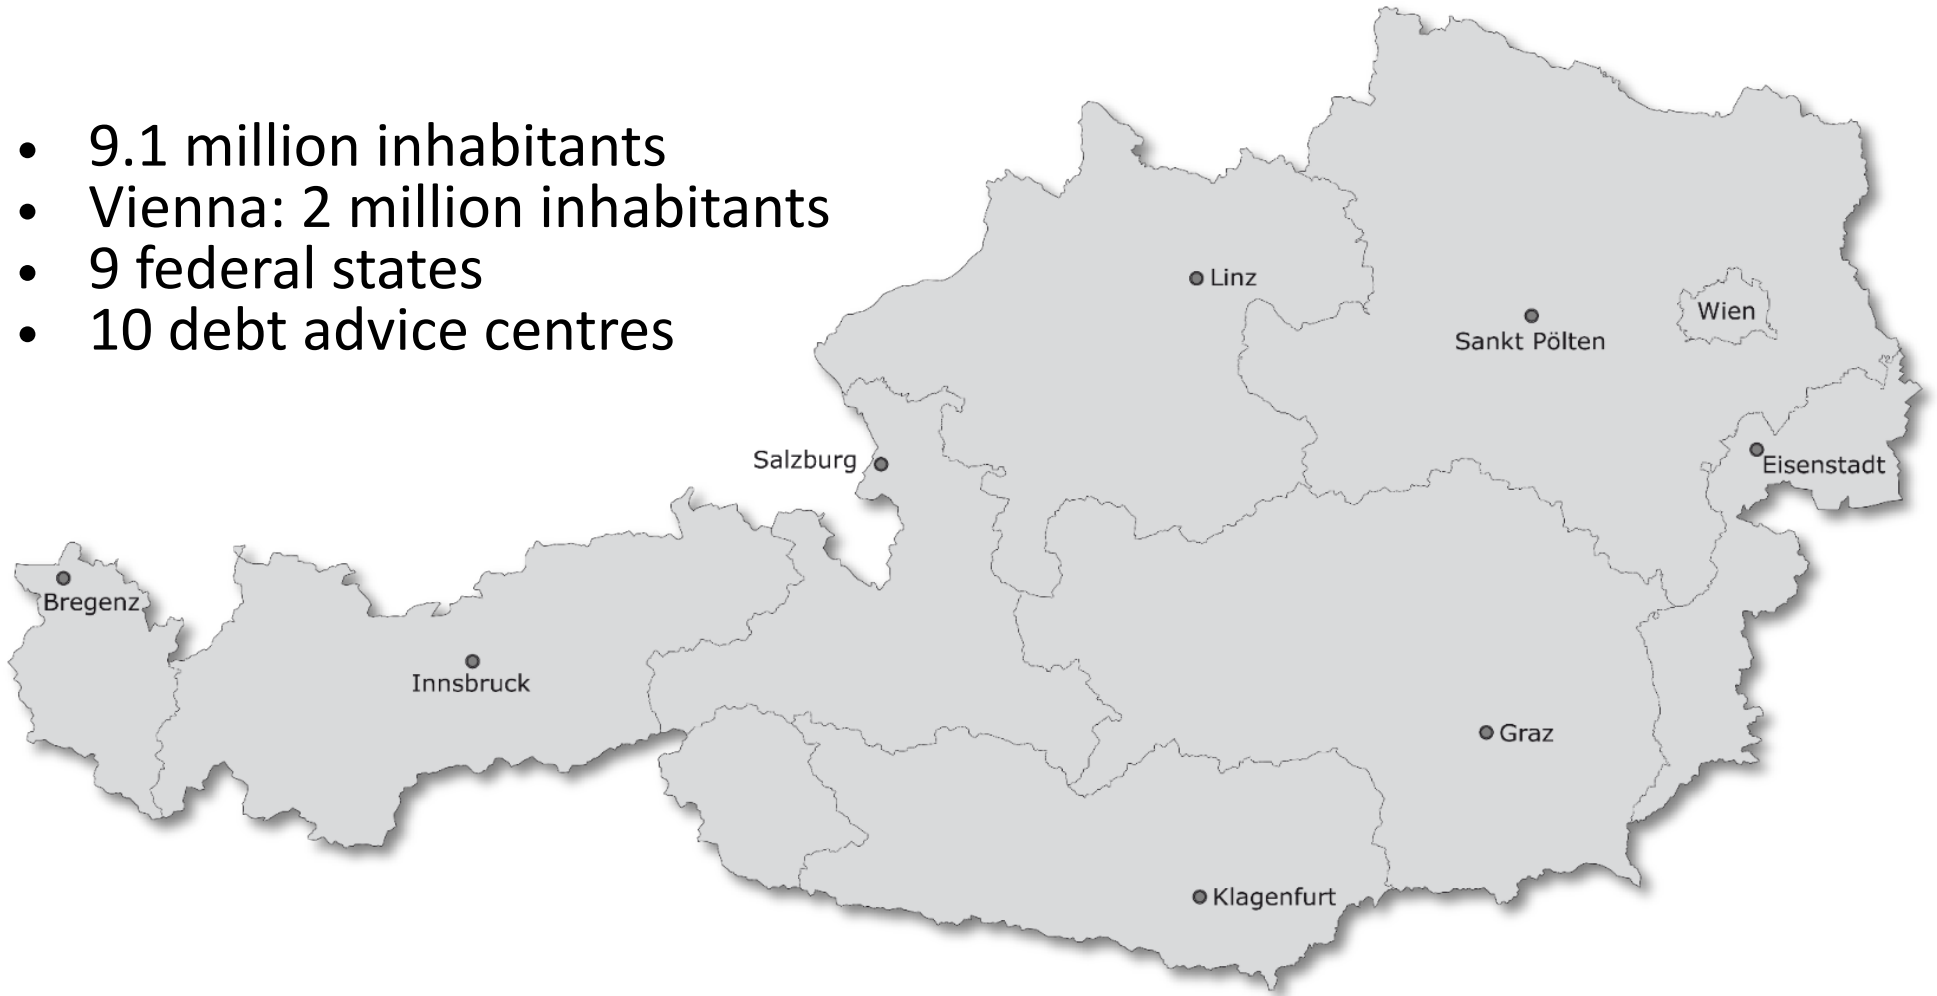 • 9.1 million inhabitants
• Vienna: 2 million inhabitants
• 9 federal states
• 10 debt advice centres
Linz
Wien
Sankt Pölten
Salzburg
Eisenstadt
Bregenz
Innsbruck
Graz
Klagenfurt